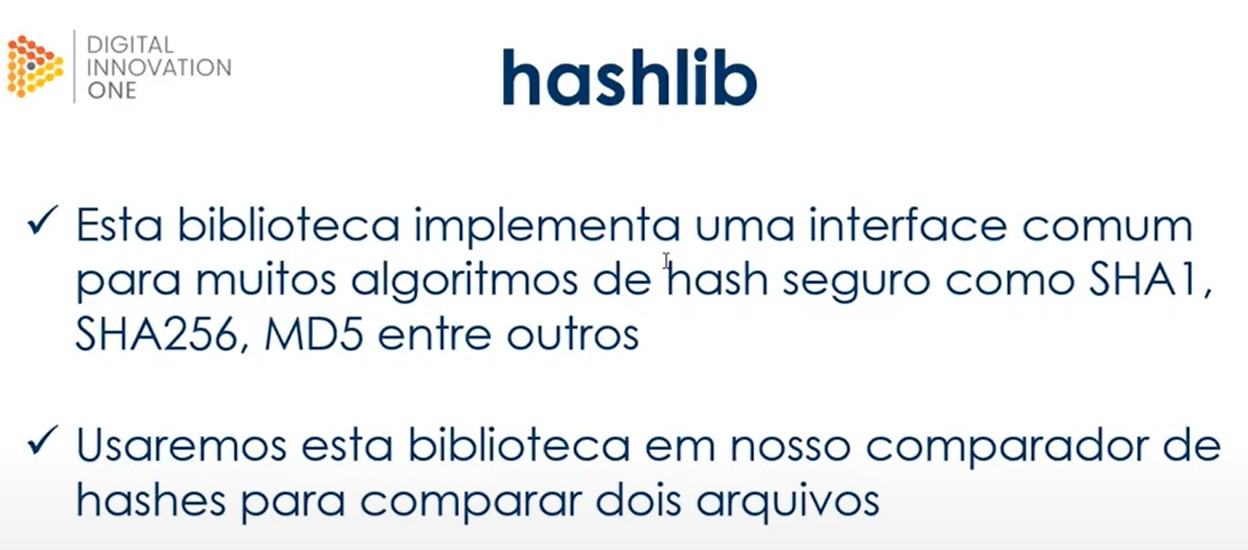 DIGITAL
INNOVATION
ONE
hashlib
✓ Esta biblioteca implementa uma interface comum
para muitos algoritmos de hash seguro como SHA1,
SHA256, MD5 entre outros
✓ Usaremos esta biblioteca em nosso comparador de
hashes para comparar dois arquivos